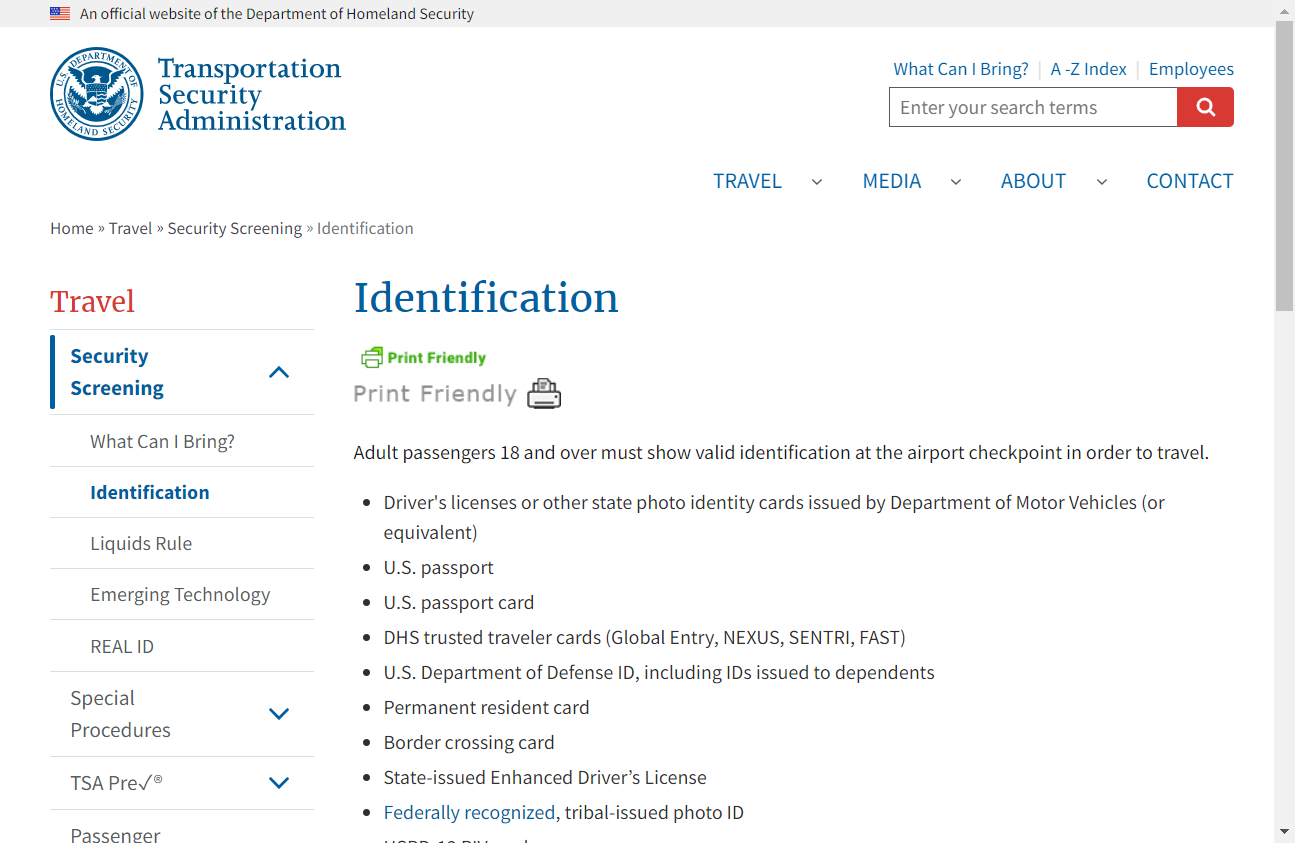 An official website of the Department of Homeland Security
U.S. DEPARTMENT OF HOMELAND SECURITY
Transportation
Security
Administration
What Can I Bring?
A -Z Index
Employees
Enter your search terms
TRAVEL
MEDIA
ABOUT
CONTACT
Home » Travel » Security Screening » Identification
Travel
Security
Screening
What Can I Bring?
Identification
Liquids Rule
Emerging Technology
REAL ID
Special
Procedures
TSA Pre✓®
Passenger
Identification
Print Friendly
Print Friendly
Adult passengers 18 and over must show valid identification at the airport checkpoint in order to travel.
• Driver's licenses or other state photo identity cards issued by Department of Motor Vehicles (or
equivalent)
• U.S. passport
• U.S. passport card
• DHS trusted traveler cards (Global Entry, NEXUS, SENTRI, FAST)
• U.S. Department of Defense ID, including IDs issued to dependents
• Permanent resident card
• Border crossing card
• State-issued Enhanced Driver’s License
• Federally recognized, tribal-issued photo ID